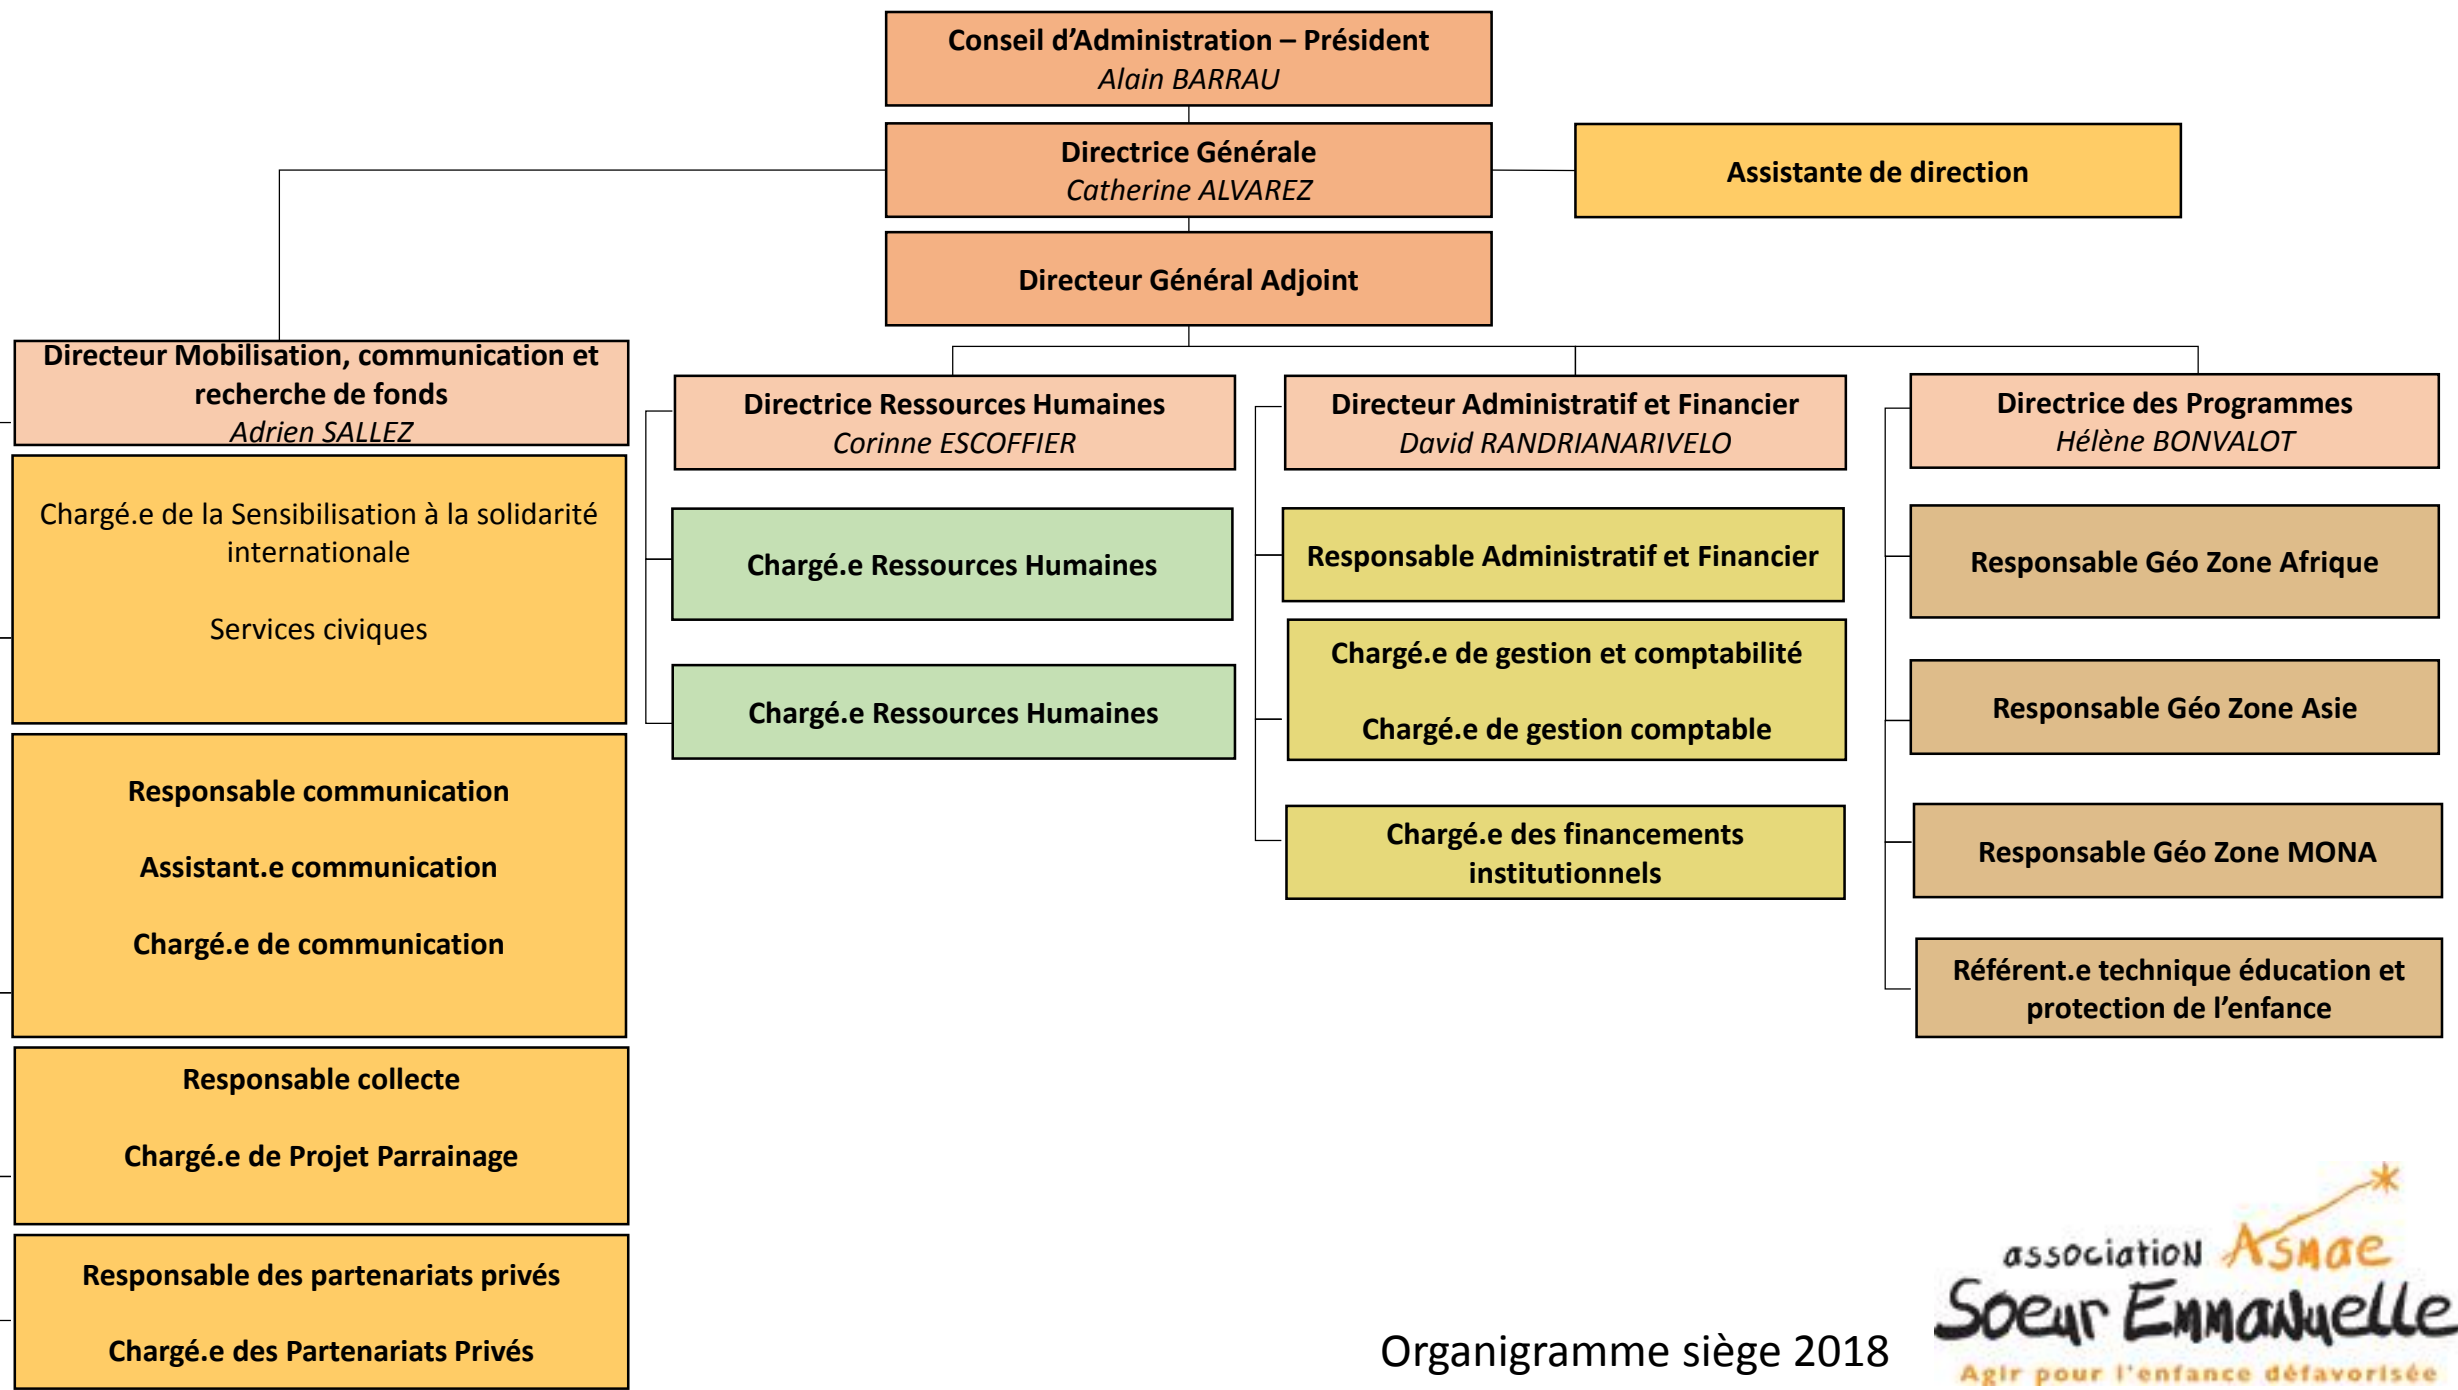 Conseil d'Administration – Président
Alain BARRAU
Directrice Générale
Catherine ALVAREZ
Assistante de direction
Directeur Général Adjoint
Directeur Mobilisation, communication et
recherche de fonds
Adrien SALLEZ
Chargé.e de la Sensibilisation à la solidarité
internationale
Services civiques
Responsable communication
Assistant.e communication
Chargé.e de communication
Responsable collecte
Chargé.e de Projet Parrainage
Responsable des partenariats privés
Chargé.e des Partenariats Privés
Directrice Ressources Humaines
Corinne ESCOFFIER
Chargé.e Ressources Humaines
Chargé.e Ressources Humaines
Directeur Administratif et Financier
David RANDRIANARIVELO
Responsable Administratif et Financier
Chargé.e de gestion et comptabilité
Chargé.e de gestion comptable
Chargé.e des financements
institutionnels
Directrice des Programmes
Hélène BONVALOT
Responsable Géo Zone Afrique
Responsable Géo Zone Asie
Responsable Géo Zone MONA
Référent.e technique éducation et
protection de l'enfance
Organigramme siège 2018
association Asmae
Soeur Emmanuelle
Agir pour l'enfance défavorisée